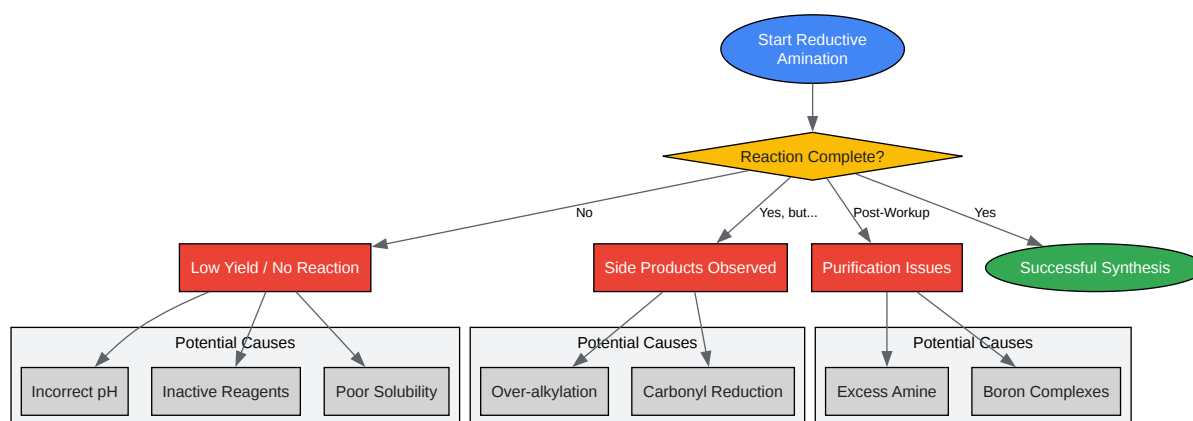 Start Reductive
Amination
Reaction Complete?
No
Yes, but...
Post-Workup
Yes
Low Yield / No Reaction
Side Products Observed
Purification Issues
Successful Synthesis
Potential Causes
Potential Causes
Potential Causes
Incorrect pH
Inactive Reagents
Poor Solubility
Over-alkylation
Carbonyl Reduction
Excess Amine
Boron Complexes